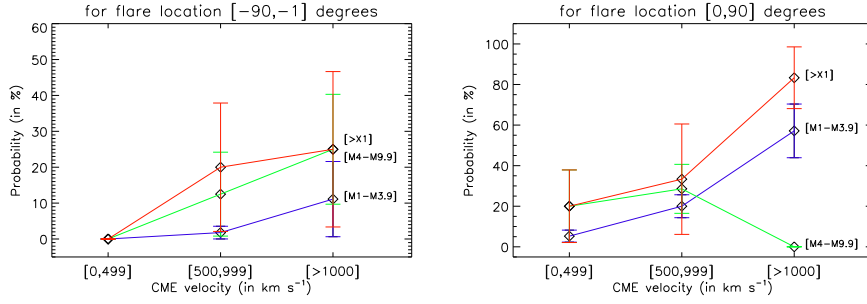 for flare location [−90,−1] degrees
60
50
40
30
20
10
0
Probability (in %)
[>X1]
[M4−M9.9]
[M1−M3.9]
[0,499]
[500,999]
[>1000]
CME velocity (in km s⁻¹)
for flare location [0,90] degrees
100
80
60
40
20
0
Probability (in %)
[>X1]
[M1−M3.9]
[M4−M9.9]
[0,499]
[500,999]
[>1000]
CME velocity (in km s⁻¹)